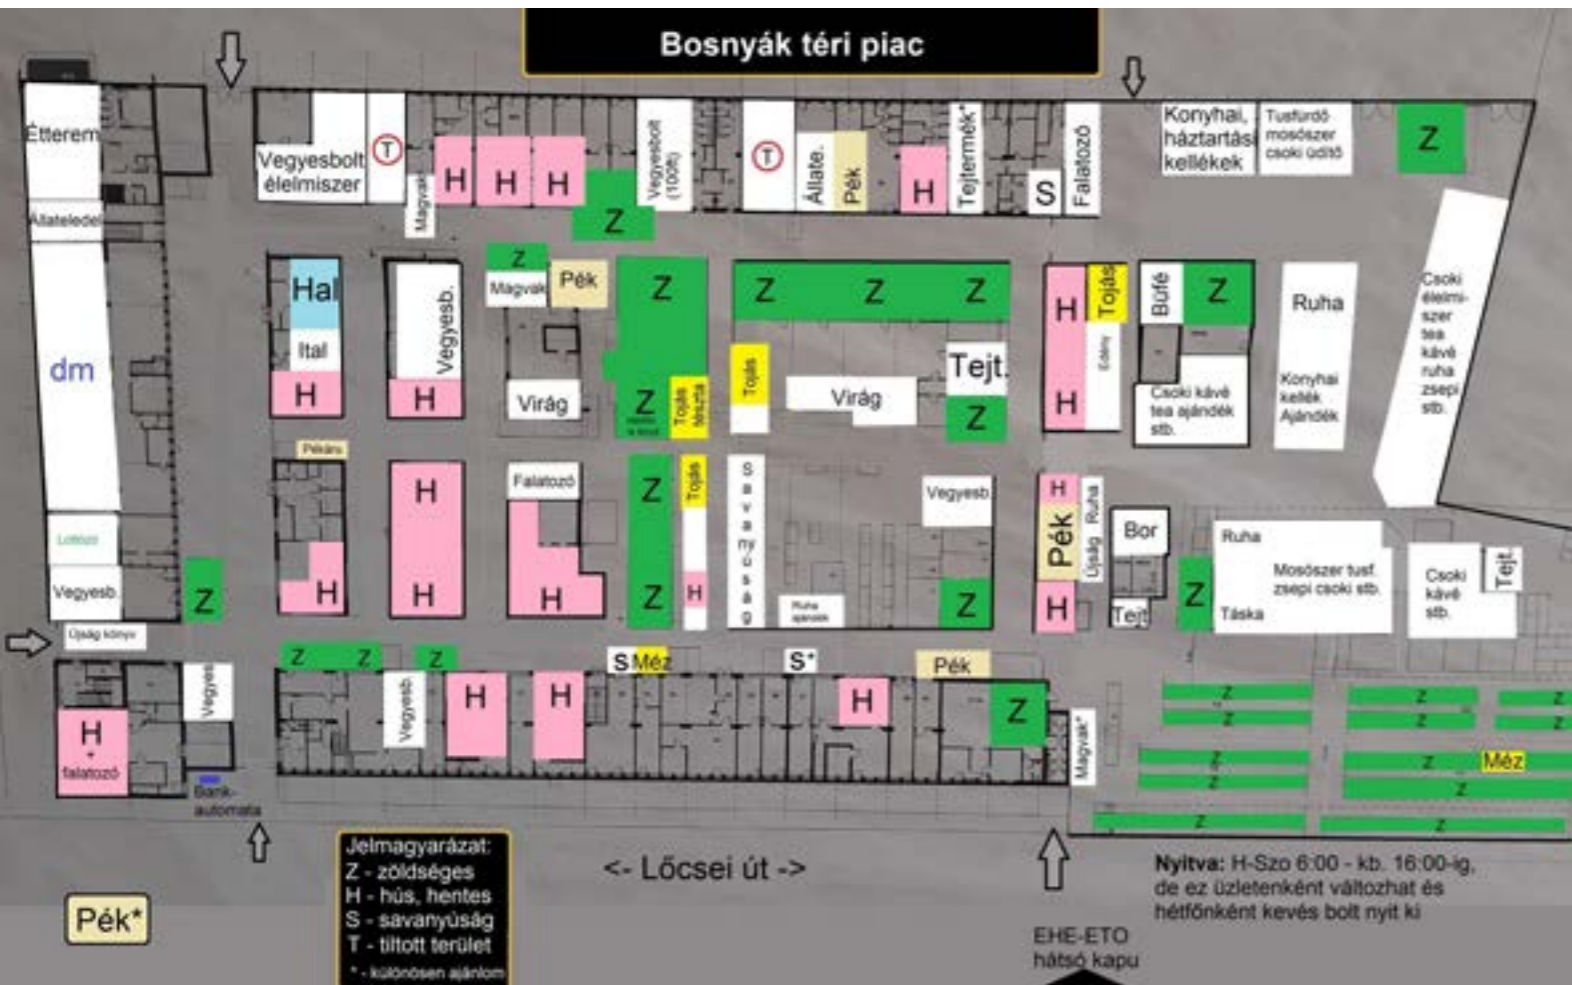 Bosnyák téri piac
Étterem
Állateledel
dm
Lottózó
Vegyesb.
Z
Újság könyv
H
+
falatozó
Vegyes
Bank-
automata
Pék*
Vegyesbolt
élelmiszer
T
Magvak
H
H
H
Z
Vegyesbolt
(100ft)
T
Állate.
Pék
H
Tejtermék*
S
Falatozó
Konyhai,
háztartási
kellékek
Tusfürdő
mosószer
csoki üdítő
Z
Hal
Ital
H
Vegyesb.
H
Z
Magvak
Pék
Virág
Z
Z
Tojás
tészta
Z
Z
Z
Tojás
Virág
Tejt.
Z
H
H
Tojás
Edény
Büfé
Z
Csoki kávé
tea ajándék
stb.
Ruha
Konyhai
kellék
Ajándék
Csoki
élelmi-
szer
tea
kávé
ruha
zsepi
stb.
Pékáru
H
H
H
Falatozó
H
Z
Z
Tojás
H
Savanyúság
Ruha
ajándék
Vegyesb.
Z
H
Pék
H
Újság Ruha
Bor
Tejt
Z
Ruha
Mosószer tusf.
zsepi csoki stb.
Táska
Csoki
kávé
stb.
Tejt.
Z
Z
Z
Vegyesb.
H
H
S
Méz
S*
H
Pék
Z
Magvak*
Z
Z
Z
Z
Z
Z
Z
Z
Méz
Z
Z
Z
Z
Jelmagyarázat:
Z - zöldséges
H - hús, hentes
S - savanyúság
T - tiltott terület
* - különösen ajánlom
<- Lőcsei út ->
Nyitva: H-Szo 6:00 - kb. 16:00-ig,
de ez üzletenként változhat és
hétfőnként kevés bolt nyit ki
EHE-ETO
hátsó kapu